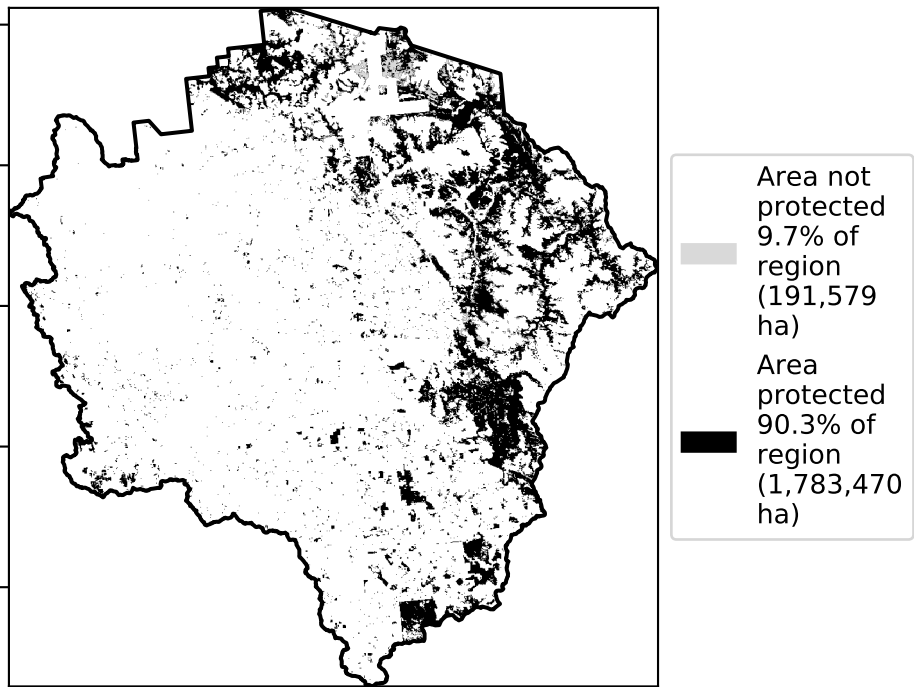 Area not
protected
9.7% of
region
(191,579
ha)
Area
protected
90.3% of
region
(1,783,470
ha)